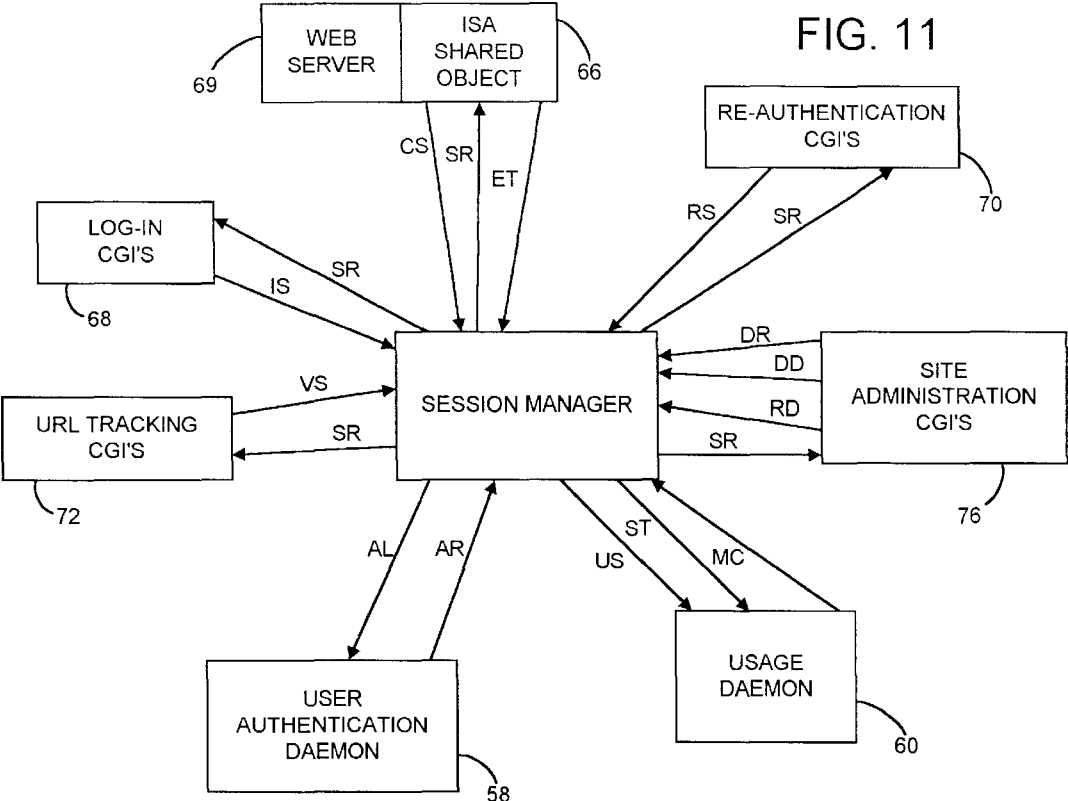 FIG. 11
WEB
SERVER
ISA
SHARED
OBJECT
69
66
RE-AUTHENTICATION
CGI'S
70
CS
SR
ET
RS
SR
LOG-IN
CGI'S
68
SR
IS
SESSION MANAGER
DR
DD
RD
SR
SITE
ADMINISTRATION
CGI'S
76
URL TRACKING
CGI'S
72
VS
SR
AL
AR
US
ST
MC
USER
AUTHENTICATION
DAEMON
58
USAGE
DAEMON
60